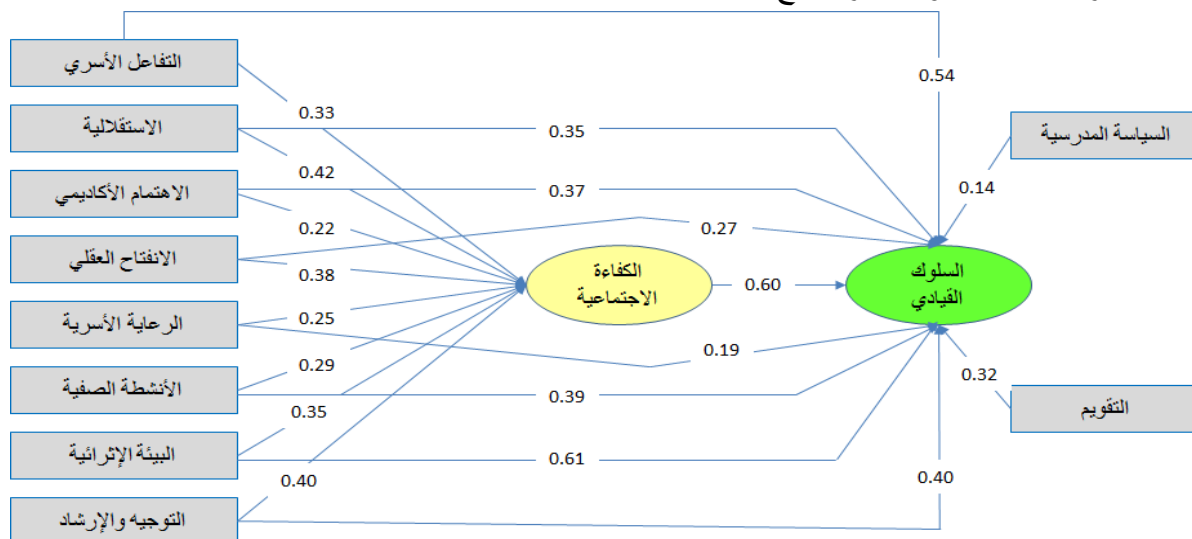 التفاعل الأسري
0.54
0.33
الاستقلالية
0.35
السياسة المدرسية
0.42
الاهتمام الأكاديمي
0.37
0.14
0.22
0.27
الانفتاح العقلي
0.38
الكفاءة
الاجتماعية
0.60
السلوك
القيادي
0.25
الرعاية الأسرية
0.19
0.29
0.32
الأنشطة الصفية
0.39
التقويم
0.35
البيئة الإثرائية
0.61
0.40
0.40
التوجيه والإرشاد